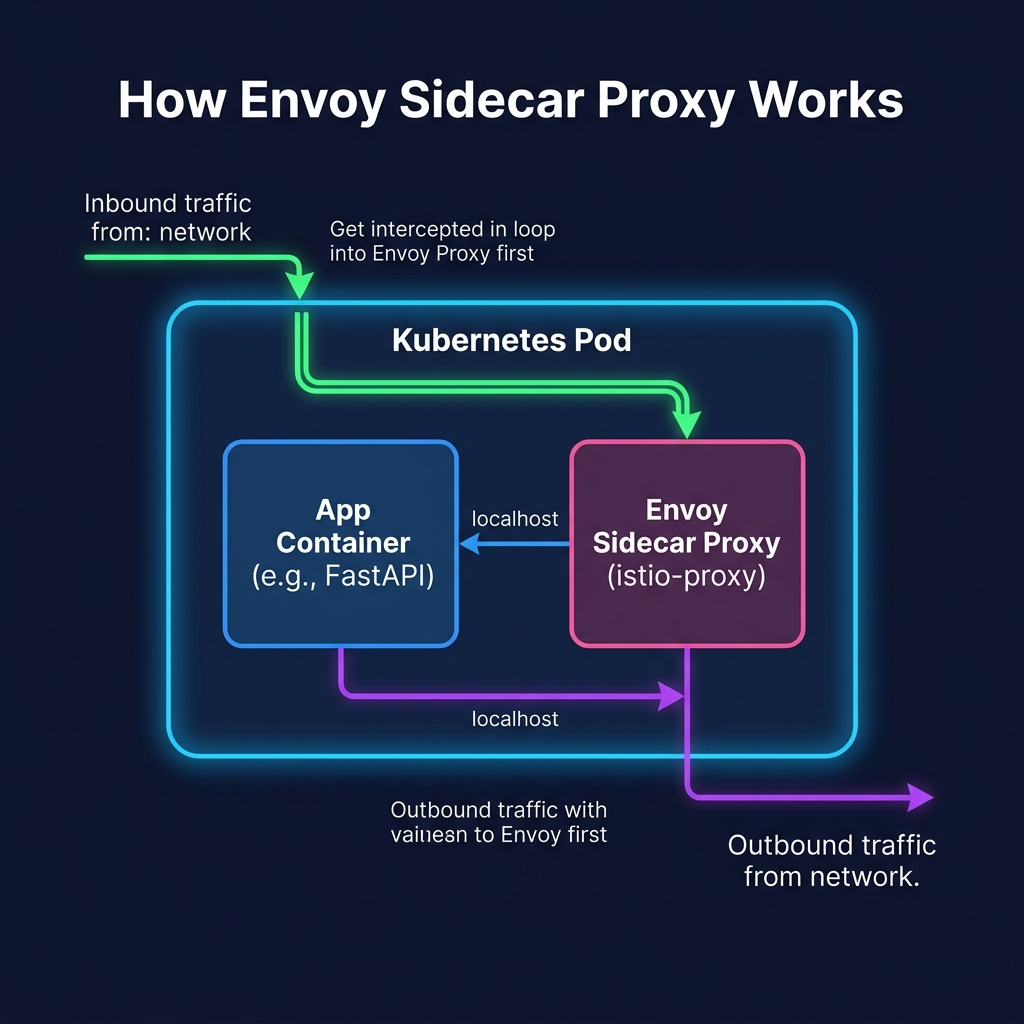 How Envoy Sidecar Proxy Works
Inbound traffic
from: network
Get intercepted in loop
into Envoy Proxy first
Kubernetes Pod
App
Container
(e.g., FastAPI)
localhost
Envoy
Sidecar Proxy
(istio-proxy)
localhost
Outbound traffic with
to Envoy first
Outbound traffic
from network.